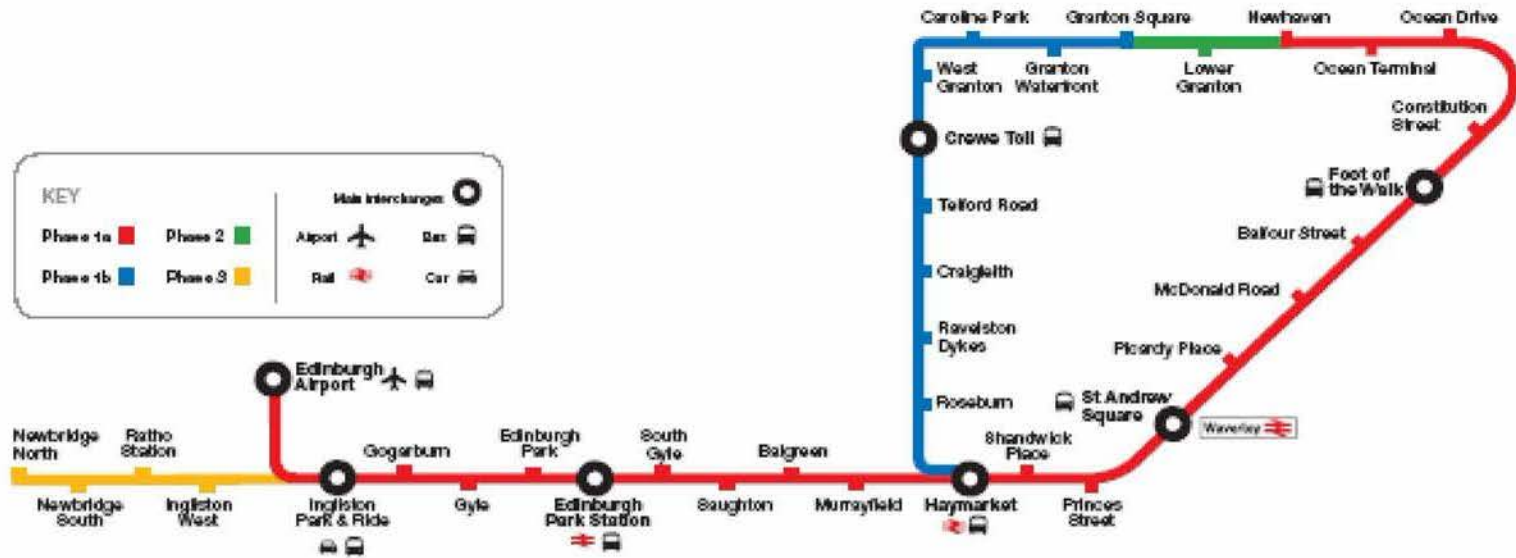 Caroline Park
Granton Square
Newhaven
Ocean Drive
West
Granton
Granton
Waterfront
Lower
Granton
Ocean Terminal
Constitution
Street
Crewe Toll
Foot of
the Walk
KEY
Main Interchanges
Phase 1a
Phase 2
Airport
Bus
Phase 1b
Phase 3
Rail
Car
Telford Road
Balfour Street
Craigleith
McDonald Road
Ravelston
Dykes
Picardy Place
Edinburgh
Airport
Roseburn
St Andrew
Square
Waverley
Newbridge
North
Ratho
Station
Gogarburn
Edinburgh
Park
South
Gyle
Balgreen
Shandwick
Place
Newbridge
South
Ingliston
West
Ingliston
Park & Ride
Gyle
Edinburgh
Park Station
Saughton
Murrayfield
Haymarket
Princes
Street